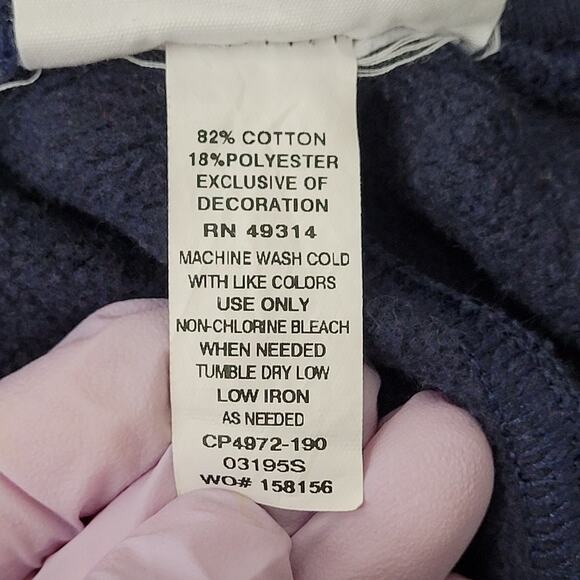 82% COTTON
18%POLYESTER
EXCLUSIVE OF
DECORATION
RN 49314
MACHINE WASH COLD
WITH LIKE COLORS
USE ONLY
NON-CHLORINE BLEACH
WHEN NEEDED
TUMBLE DRY LOW
LOW IRON
AS NEEDED
CP4972-190
03195S
WO# 158156